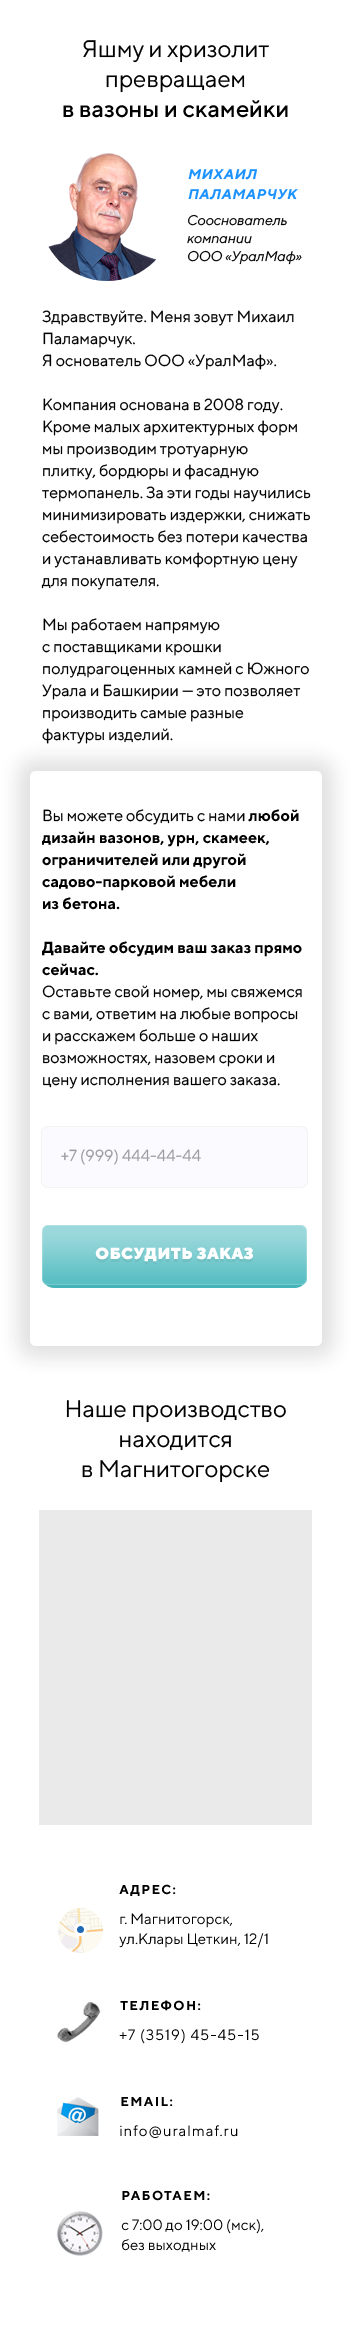 Яшму и хризолит
превращаем
в вазоны и скамейки
МИХАИЛ
ПАЛАМАРЧУК
Сооснователь
компании
ООО «УралМаф»
Здравствуйте. Меня зовут Михаил
Паламарчук.
Я основатель ООО «УралМаф».
Компания основана в 2008 году.
Кроме малых архитектурных форм
мы производим тротуарную
плитку, бордюры и фасадную
термопанель. За эти годы научились
минимизировать издержки, снижать
себестоимость без потери качества
и устанавливать комфортную цену
для покупателя.
Мы работаем напрямую
с поставщиками крошки
полудрагоценных камней с Южного
Урала и Башкирии — это позволяет
производить самые разные
фактуры изделий.
Вы можете обсудить с нами любой
дизайн вазонов, урн, скамеек,
ограничителей или другой
садово-парковой мебели
из бетона.
Давайте обсудим ваш заказ прямо
сейчас.
Оставьте свой номер, мы свяжемся
с вами, ответим на любые вопросы
и расскажем больше о наших
возможностях, назовем сроки и
цену исполнения вашего заказа.
+7 (999) 444-44-44
ОБСУДИТЬ ЗАКАЗ
Наше производство
находится
в Магнитогорске
АДРЕС:
г. Магнитогорск,
ул.Клары Цеткин, 12/1
ТЕЛЕФОН:
+7 (3519) 45-45-15
EMAIL:
info@uralmaf.ru
РАБОТАЕМ:
с 7:00 до 19:00 (мск),
без выходных